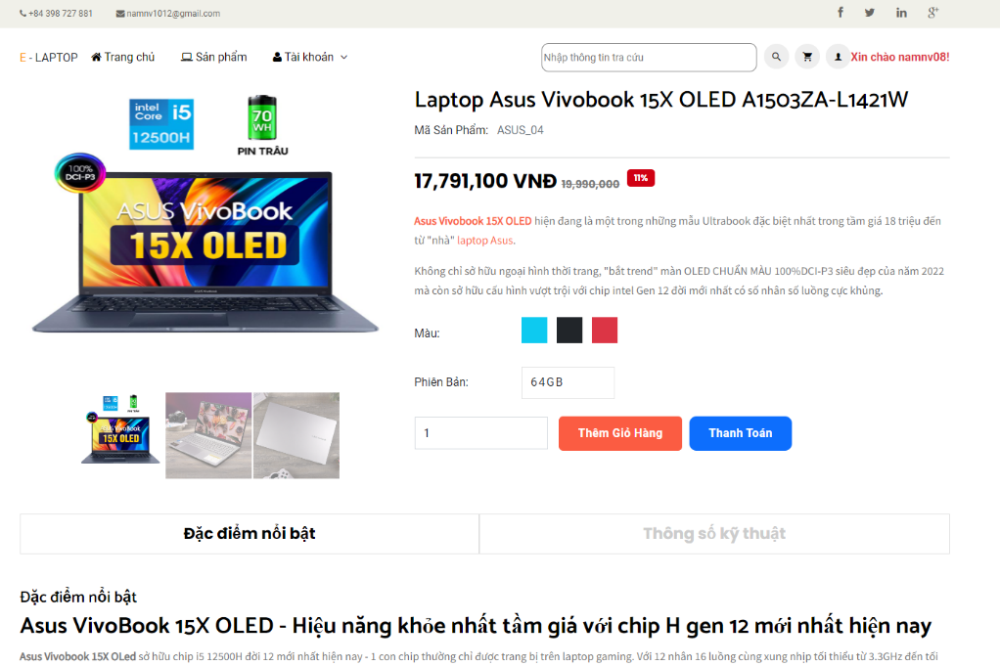 +84 398 727 881 namnv1012@gmail.com
E - LAPTOP Trang chủ Sản phẩm Tài khoản Nhập thông tin tra cứu Xin chào namnv08!
intel CORE i5
12500H
70 WH
PIN TRÂU
100% DCI-P3
ASUS VivoBook
15X OLED
Laptop Asus Vivobook 15X OLED A1503ZA-L1421W
Mã Sản Phẩm: ASUS_04
17,791,100 VNĐ 19,990,000 11%
Asus Vivobook 15X OLED hiện đang là một trong những mẫu Ultrabook đặc biệt nhất trong tầm giá 18 triệu đến
từ "nhà" laptop Asus.
Không chỉ sở hữu ngoại hình thời trang, "bắt trend" màn OLED CHUẨN MÀU 100%DCI-P3 siêu đẹp của năm 2022
mà còn sở hữu cấu hình vượt trội với chip intel Gen 12 đời mới nhất có số nhân số luồng cực khủng.
Màu:
Phiên Bản: 64GB
1 Thêm Giỏ Hàng Thanh Toán
ASUS VivoBook
15X OLED
Đặc điểm nổi bật Thông số kỹ thuật
Đặc điểm nổi bật
Asus VivoBook 15X OLED - Hiệu năng khỏe nhất tầm giá với chip H gen 12 mới nhất hiện nay
Asus Vivobook 15X OLed sở hữu chip i5 12500H đời 12 mới nhất hiện nay - 1 con chip thường chỉ được trang bị trên laptop gaming. Với 12 nhân 16 luồng cùng xung nhịp tối thiểu từ 3.3GHz đến tối